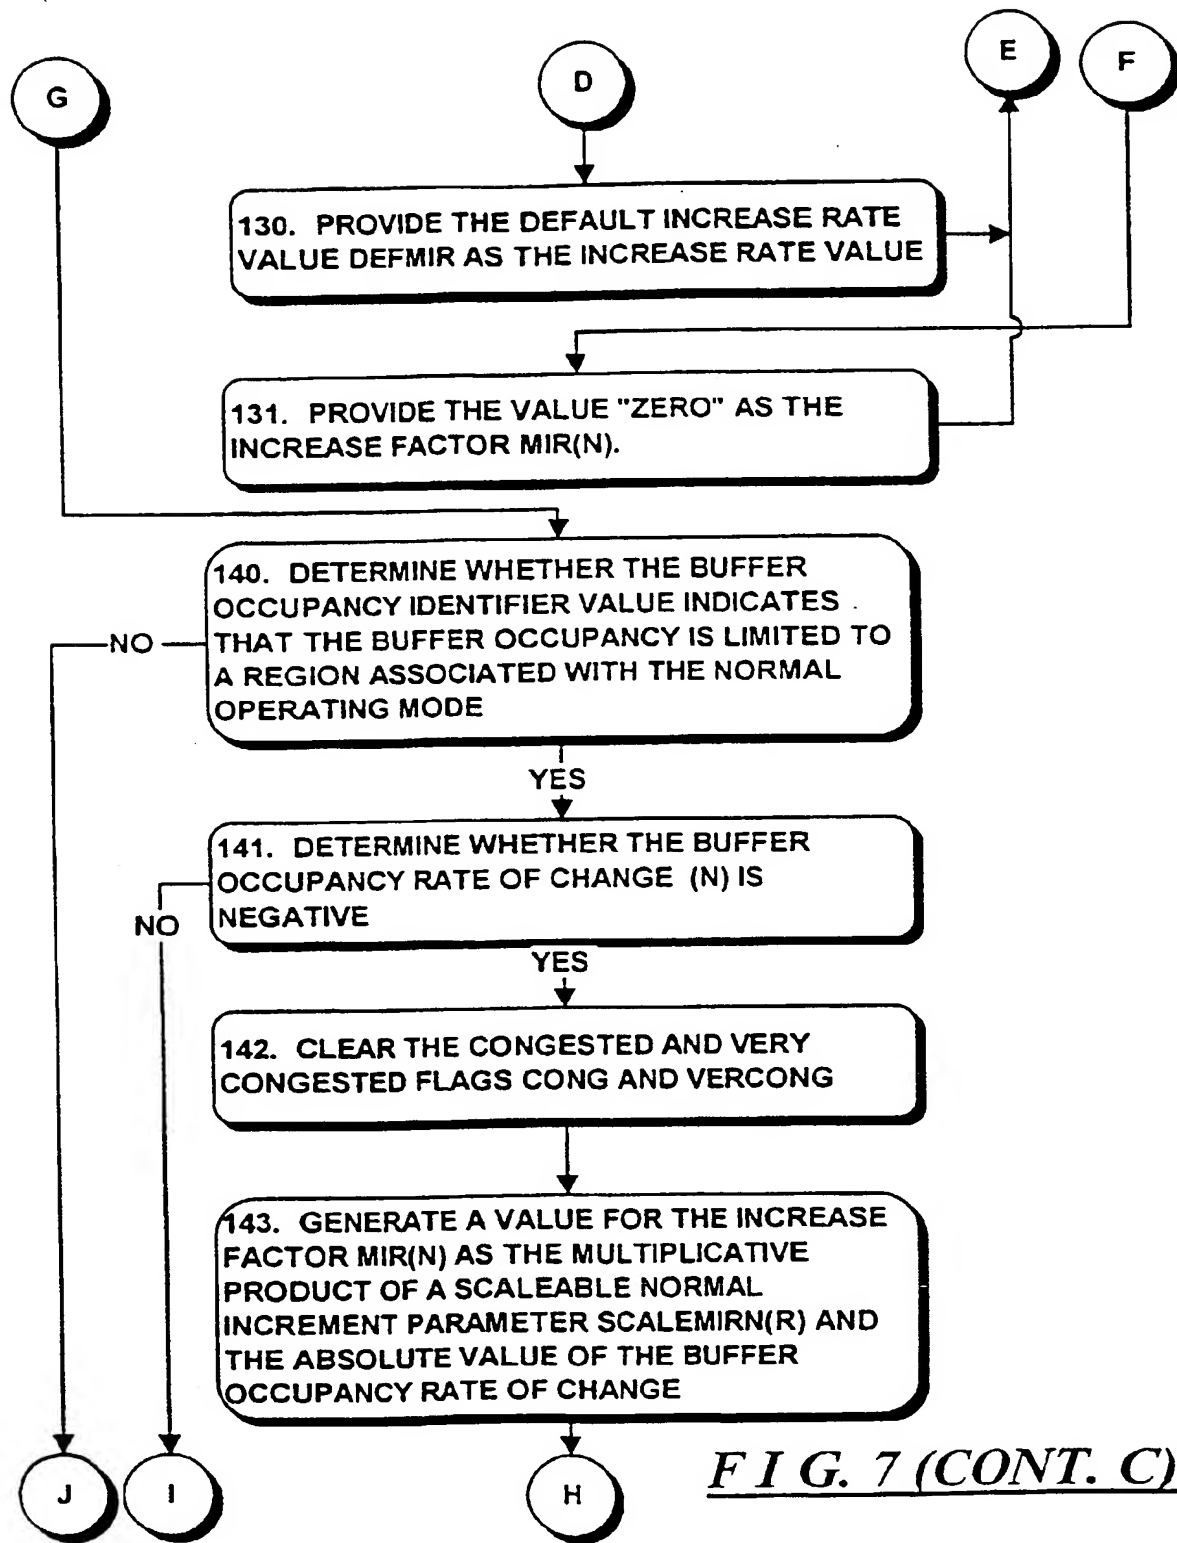 E
F
G
D
130. PROVIDE THE DEFAULT INCREASE RATE
VALUE DEFMIR AS THE INCREASE RATE VALUE
131. PROVIDE THE VALUE "ZERO" AS THE
INCREASE FACTOR MIR(N).
140. DETERMINE WHETHER THE BUFFER
OCCUPANCY IDENTIFIER VALUE INDICATES
THAT THE BUFFER OCCUPANCY IS LIMITED TO
A REGION ASSOCIATED WITH THE NORMAL
OPERATING MODE
NO
YES
141. DETERMINE WHETHER THE BUFFER
OCCUPANCY RATE OF CHANGE (N) IS
NEGATIVE
NO
YES
142. CLEAR THE CONGESTED AND VERY
CONGESTED FLAGS CONG AND VERCONG
143. GENERATE A VALUE FOR THE INCREASE
FACTOR MIR(N) AS THE MULTIPLICATIVE
PRODUCT OF A SCALEABLE NORMAL
INCREMENT PARAMETER SCALEMIRN(R) AND
THE ABSOLUTE VALUE OF THE BUFFER
OCCUPANCY RATE OF CHANGE
J
I
H
FIG. 7 (CONT. C)